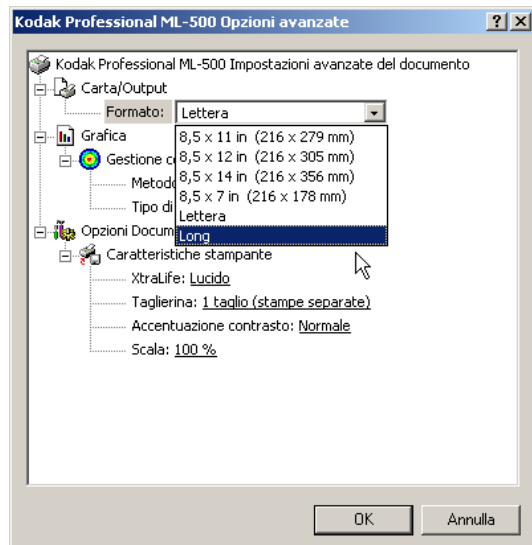 Kodak Professional ML-500 Opzioni avanzate
Kodak Professional ML-500 Impostazioni avanzate del documento
Carta/Output
Formato: Lettera
8,5 x 11 in (216 x 279 mm)
Grafica
8,5 x 12 in (216 x 305 mm)
Gestione
8,5 x 14 in (216 x 356 mm)
8,5 x 7 in (216 x 178 mm)
Tipo di
Lettera
Opzioni
Long
Caratteristiche stampante
XtraLife: Lucido
Taglierina: 1 taglio (stampe separate)
Accentuazione contrasto: Normale
Scala: 100 %
OK Annulla